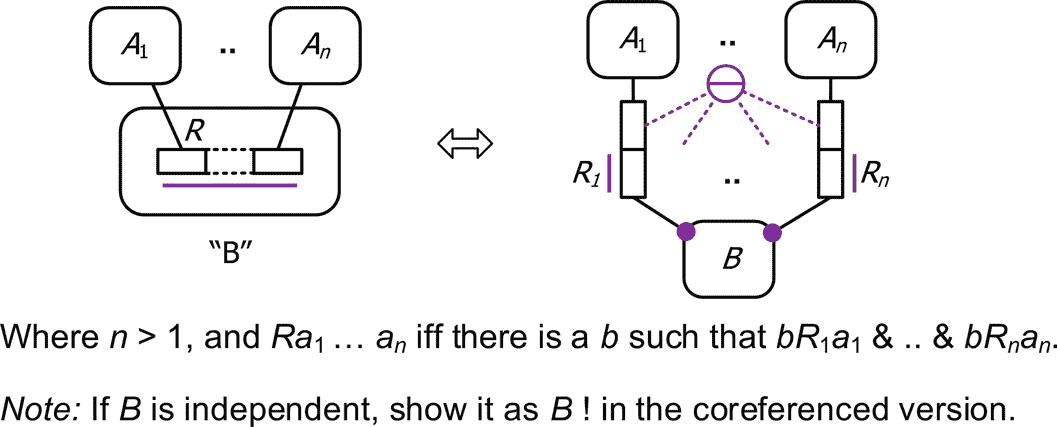 A₁ .. Aₙ A₁ .. Aₙ
R
R₁ .. Rₙ
B
“B”
Where n > 1, and Ra₁ … aₙ iff there is a b such that bR₁a₁ & .. & bRₙaₙ.
Note: If B is independent, show it as B ! in the coreferenced version.